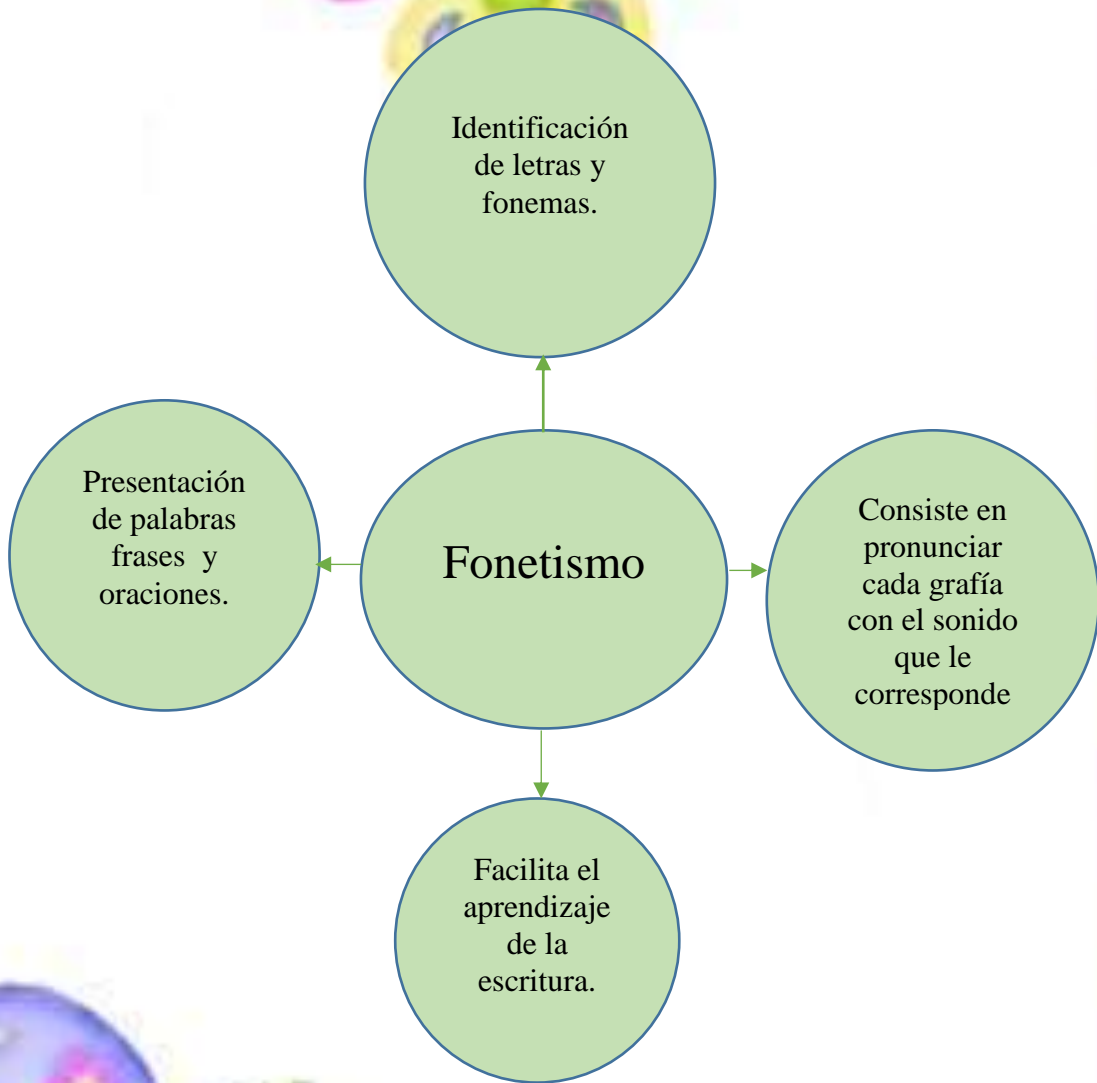 Identificación
de letras y
fonemas.
Presentación
de palabras
frases y
oraciones.
Fonetismo
Consiste en
pronunciar
cada grafía
con el sonido
que le
corresponde
Facilita el
aprendizaje
de la
escritura.